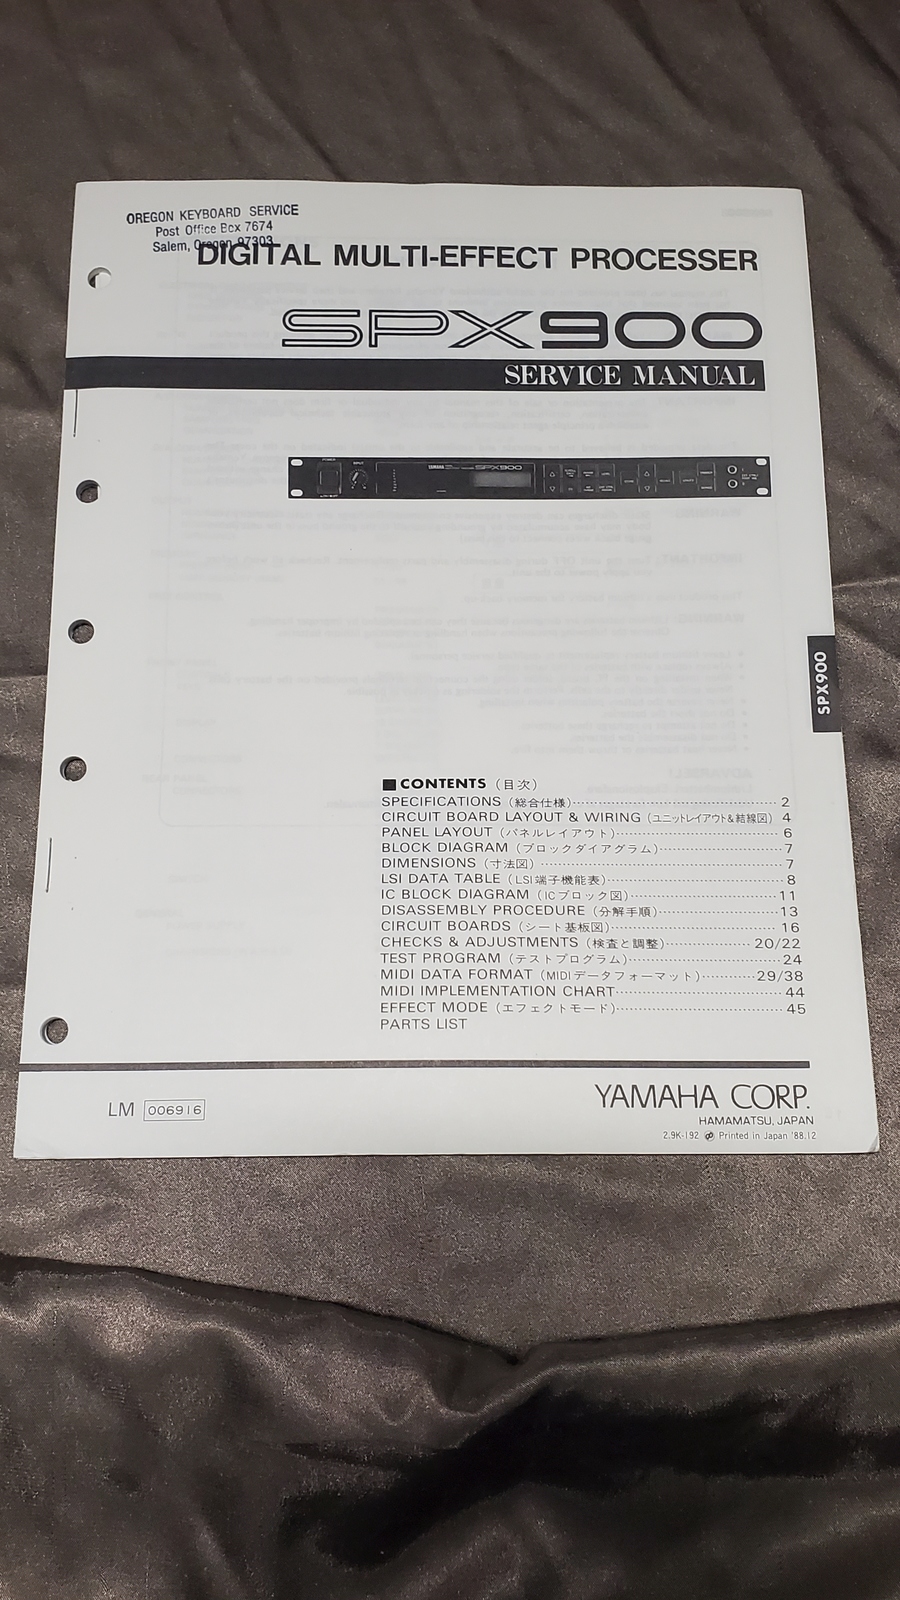 OREGON KEYBOARD SERVICE
Post Office Box 7674
Salem, Oregon 97303
DIGITAL MULTI-EFFECT PROCESSER
SPX900
SERVICE MANUAL
POWER
INPUT
YAMAHA
SPX900
SPX900
■CONTENTS (目次)
SPECIFICATIONS (総合仕様) 2
CIRCUIT BOARD LAYOUT & WIRING (ユニットレイアウト&結線図) 4
PANEL LAYOUT (パネルレイアウト) 6
BLOCK DIAGRAM (ブロックダイアグラム) 7
DIMENSIONS (寸法図) 7
LSI DATA TABLE (LSI端子機能表) 8
IC BLOCK DIAGRAM (ICブロック図) 11
DISASSEMBLY PROCEDURE (分解手順) 13
CIRCUIT BOARDS (シート基板図) 16
CHECKS & ADJUSTMENTS (検査と調整) 20/22
TEST PROGRAM (テストプログラム) 24
MIDI DATA FORMAT (MIDIデータフォーマット) 29/38
MIDI IMPLEMENTATION CHART 44
EFFECT MODE (エフェクトモード) 45
PARTS LIST
LM 006916
YAMAHA CORP.
HAMAMATSU, JAPAN
2.9K-192 Printed in Japan '88.12